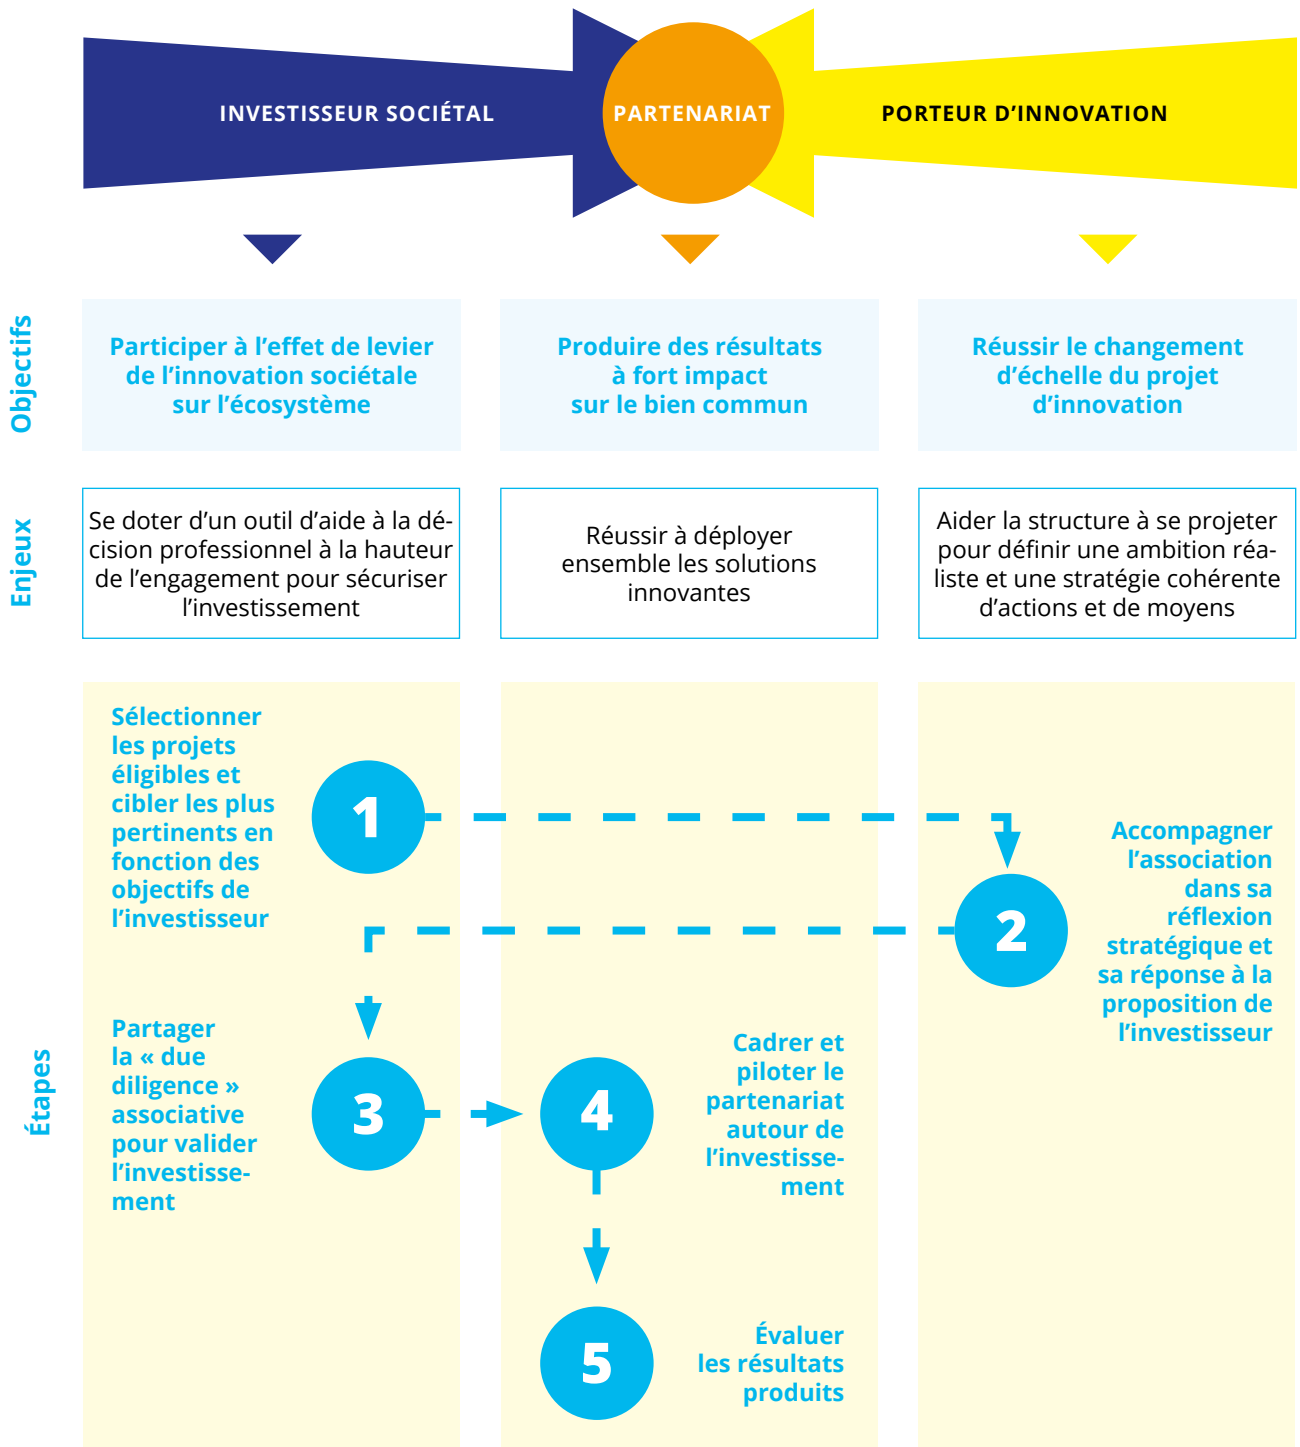 INVESTISSEUR SOCIÉTAL
PARTENARIAT
PORTEUR D’INNOVATION
Objectifs
Participer à l’effet de levier
de l’innovation sociétale
sur l’écosystème
Produire des résultats
à fort impact
sur le bien commun
Réussir le changement
d’échelle du projet
d’innovation
Enjeux
Se doter d’un outil d’aide à la dé-
cision professionnel à la hauteur
de l’engagement pour sécuriser
l’investissement
Réussir à déployer
ensemble les solutions
innovantes
Aider la structure à se projeter
pour définir une ambition réa-
liste et une stratégie cohérente
d’actions et de moyens
Étapes
Sélectionner
les projets
éligibles et
cibler les plus
pertinents en
fonction des
objectifs de
l’investisseur
1
2
Accompagner
l’association
dans sa
réflexion
stratégique et
sa réponse à la
proposition de
l’investisseur
Partager
la « due
diligence »
associative
pour valider
l’investisse-
ment
3
4
Cadrer et
piloter le
partenariat
autour de
l’investisse-
ment
5
Évaluer
les résultats
produits